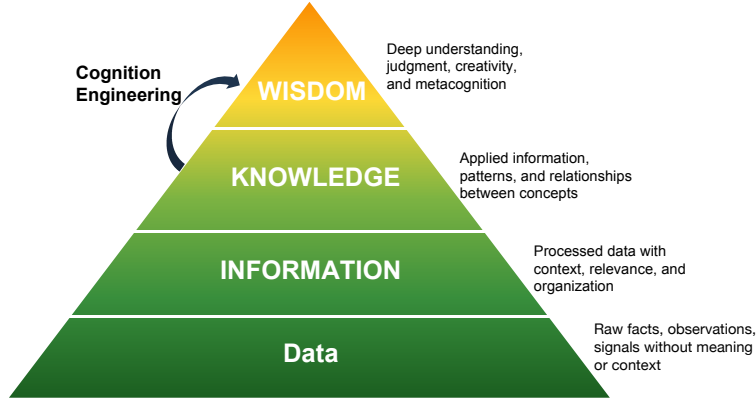 Cognition
Engineering
WISDOM
Deep understanding,
judgment, creativity,
and metacognition
KNOWLEDGE
Applied information,
patterns, and relationships
between concepts
INFORMATION
Processed data with
context, relevance, and
organization
Data
Raw facts, observations,
signals without meaning
or context